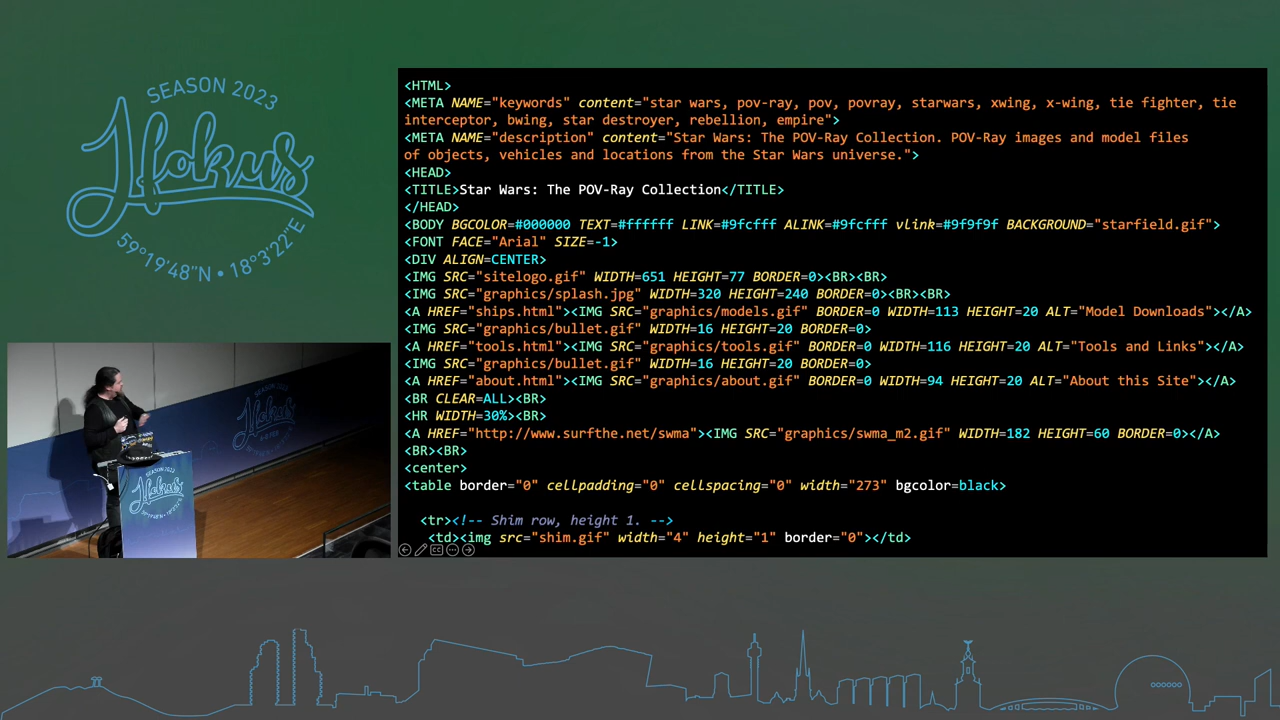 SEASON 2023
Hokus
59°19'48"N • 18°3'22"E
<HTML>
<META NAME="keywords" content="star wars, pov-ray, pov, povray, starwars, xwing, x-wing, tie fighter, tie
interceptor, bwing, star destroyer, rebellion, empire">
<META NAME="description" content="Star Wars: The POV-Ray Collection. POV-Ray images and model files
of objects, vehicles and locations from the Star Wars universe.">
<HEAD>
<TITLE>Star Wars: The POV-Ray Collection</TITLE>
</HEAD>
<BODY BGCOLOR=#000000 TEXT=#ffffff LINK=#9fcfff ALINK=#9fcfff vlink=#9f9f9f BACKGROUND="starfield.gif">
<FONT FACE="Arial" SIZE=-1>
<DIV ALIGN=CENTER>
<IMG SRC="sitelogo.gif" WIDTH=651 HEIGHT=77 BORDER=0><BR><BR>
<IMG SRC="graphics/splash.jpg" WIDTH=320 HEIGHT=240 BORDER=0><BR><BR>
<A HREF="ships.html"><IMG SRC="graphics/models.gif" BORDER=0 WIDTH=113 HEIGHT=20 ALT="Model Downloads"></A>
<IMG SRC="graphics/bullet.gif" WIDTH=16 HEIGHT=20 BORDER=0>
<A HREF="tools.html"><IMG SRC="graphics/tools.gif" BORDER=0 WIDTH=116 HEIGHT=20 ALT="Tools and Links"></A>
<IMG SRC="graphics/bullet.gif" WIDTH=16 HEIGHT=20 BORDER=0>
<A HREF="about.html"><IMG SRC="graphics/about.gif" BORDER=0 WIDTH=94 HEIGHT=20 ALT="About this Site"></A>
<BR CLEAR=ALL><BR>
<HR WIDTH=30%><BR>
<A HREF="http://www.surfthe.net/swma"><IMG SRC="graphics/swma_m2.gif" WIDTH=182 HEIGHT=60 BORDER=0></A>
<BR><BR>
<center>
<table border="0" cellpadding="0" cellspacing="0" width="273" bgcolor=black>
<tr><!-- Shim row, height 1. -->
<td><img src="shim.gif" width="4" height="1" border="0"></td>
SEASON 2023
Hokus
SEASON 2023
Hokus